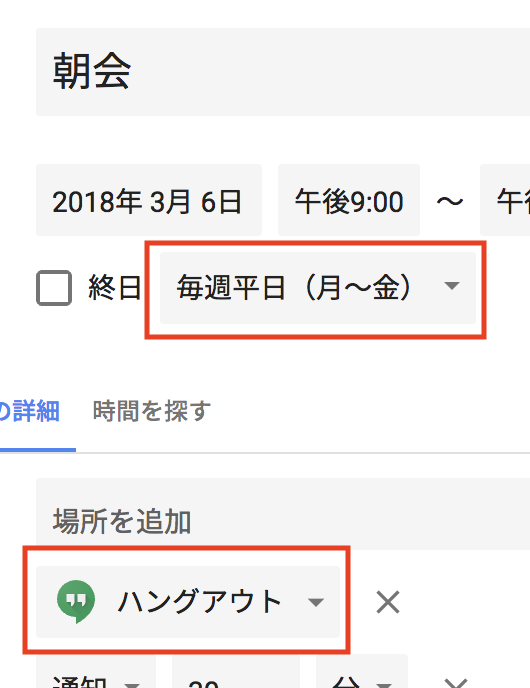 朝会
2018年 3月 6日 午後9:00 〜 午後
終日 毎週平日（月〜金）
の詳細 時間を探す
場所を追加
ハングアウト
通知 30 分